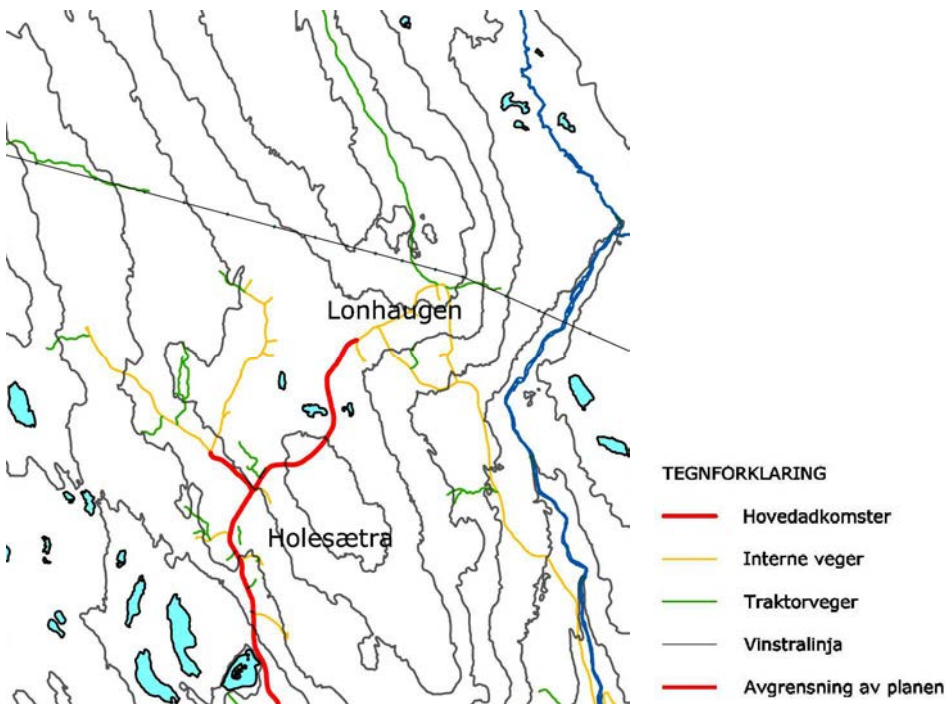 Lonhaugen
Holesætra
TEGNFORKLARING
Hovedadkomster
Interne veger
Traktorveger
Vinstralinja
Avgrensning av planen